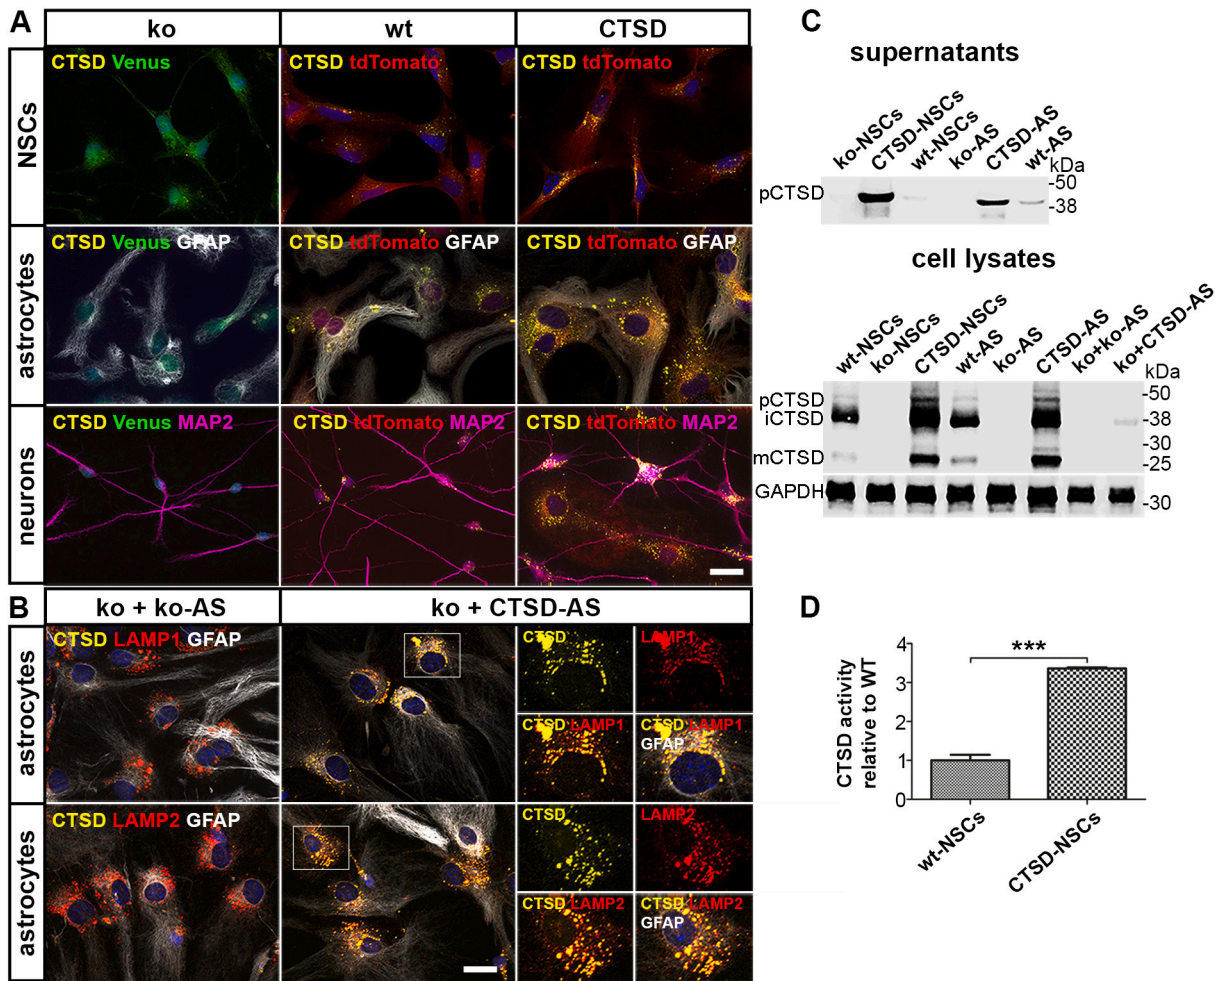 A
ko
wt
CTSD
NSCs
CTSD Venus
CTSD tdTomato
CTSD tdTomato
astrocytes
CTSD Venus GFAP
CTSD tdTomato GFAP
CTSD tdTomato GFAP
neurons
CTSD Venus MAP2
CTSD tdTomato MAP2
CTSD tdTomato MAP2
B
ko + ko-AS
ko + CTSD-AS
astrocytes
CTSD LAMP1 GFAP
CTSD
LAMP1
CTSD LAMP1
CTSD LAMP1
GFAP
astrocytes
CTSD LAMP2 GFAP
CTSD
LAMP2
CTSD LAMP2
CTSD LAMP2
GFAP
C
supernatants
ko-NSCs
CTSD-NSCs
wt-NSCs
ko-AS
CTSD-AS
wt-AS
kDa
-50
-38
pCTSD
cell lysates
wt-NSCs
ko-NSCs
CTSD-NSCs
wt-AS
ko-AS
CTSD-AS
ko+ko-AS
ko+CTSD-AS
kDa
pCTSD
iCTSD
mCTSD
GAPDH
-50
-38
-30
-25
-30
D
CTSD activity
relative to WT
4
3
2
1
0
***
wt-NSCs
CTSD-NSCs